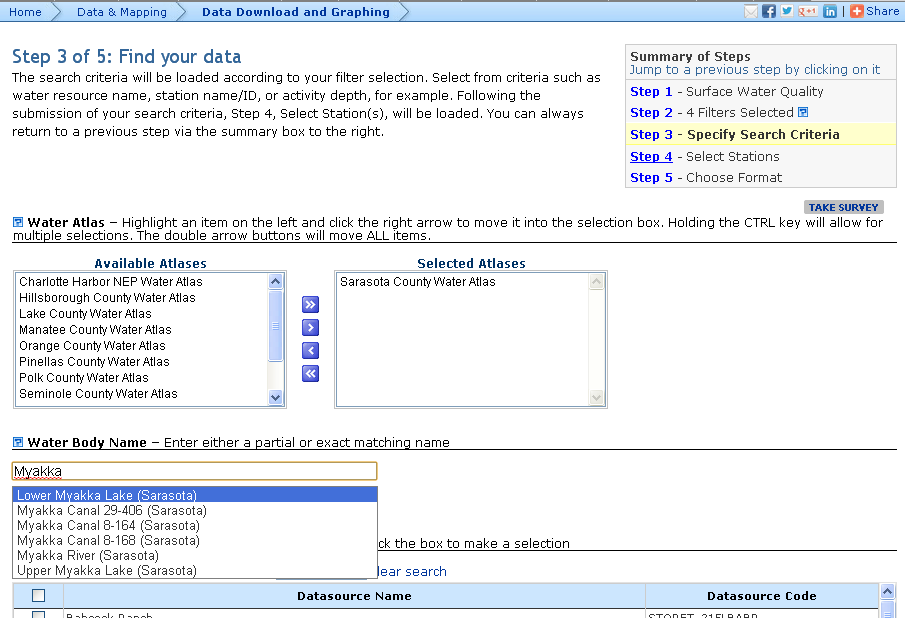 Home Data & Mapping Data Download and Graphing Share
Step 3 of 5: Find your data
The search criteria will be loaded according to your filter selection. Select from criteria such as
water resource name, station name/ID, or activity depth, for example. Following the
submission of your search criteria, Step 4, Select Station(s), will be loaded. You can always
return to a previous step via the summary box to the right.
Summary of Steps
Jump to a previous step by clicking on it
Step 1 - Surface Water Quality
Step 2 - 4 Filters Selected
Step 3 - Specify Search Criteria
Step 4 - Select Stations
Step 5 - Choose Format
TAKE SURVEY
Water Atlas – Highlight an item on the left and click the right arrow to move it into the selection box. Holding the CTRL key will allow for
multiple selections. The double arrow buttons will move ALL items.
Available Atlases
Charlotte Harbor NEP Water Atlas
Hillsborough County Water Atlas
Lake County Water Atlas
Manatee County Water Atlas
Orange County Water Atlas
Pinellas County Water Atlas
Polk County Water Atlas
Seminole County Water Atlas
Selected Atlases
Sarasota County Water Atlas
Water Body Name – Enter either a partial or exact matching name
Myakka
Lower Myakka Lake (Sarasota)
Myakka Canal 29-406 (Sarasota)
Myakka Canal 8-164 (Sarasota)
Myakka Canal 8-168 (Sarasota)
Myakka River (Sarasota)
Upper Myakka Lake (Sarasota)
ck the box to make a selection
lear search
Datasource Name Datasource Code